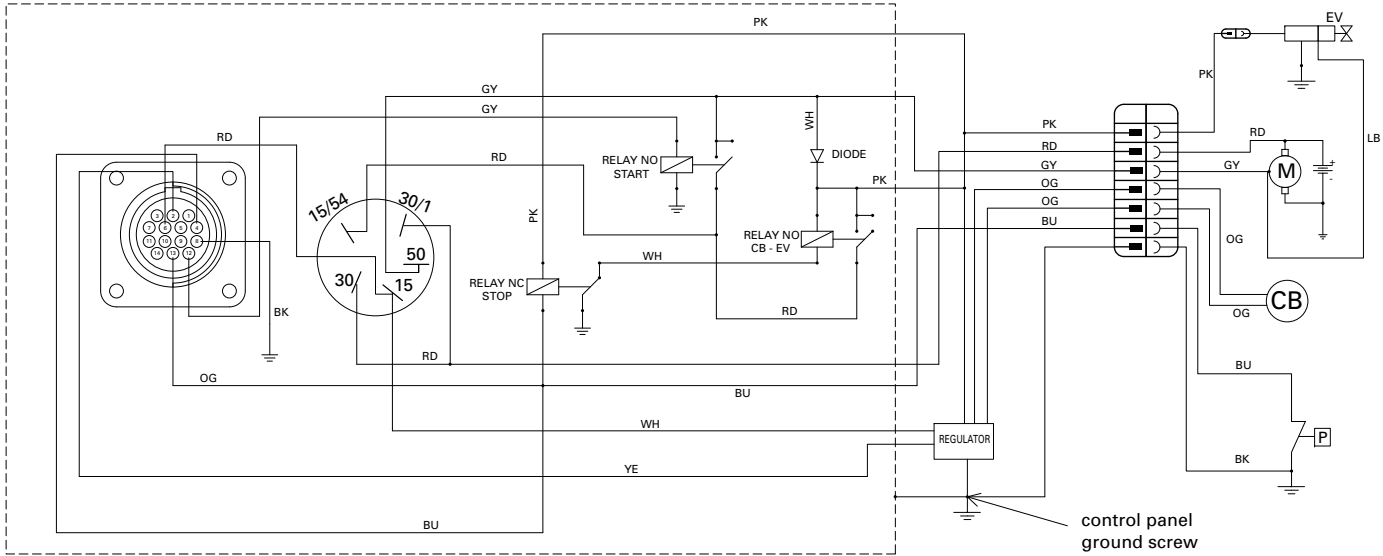 PK
EV
PK
GY
GY
WH
RD
PK
RD
LB
RD
RELAY NO
START
DIODE
RD
GY
GY
M
+
-
RD
PK
OG
15/54
30/1
OG
3 2 1
7 6 5 4
11 10 9 8
14 13 12
PK
BU
50
RELAY NO
CB - EV
OG
WH
30
15
RELAY NC
STOP
CB
BK
RD
OG
RD
BU
OG
BU
WH
REGULATOR
P
YE
BK
BU
control panel
ground screw